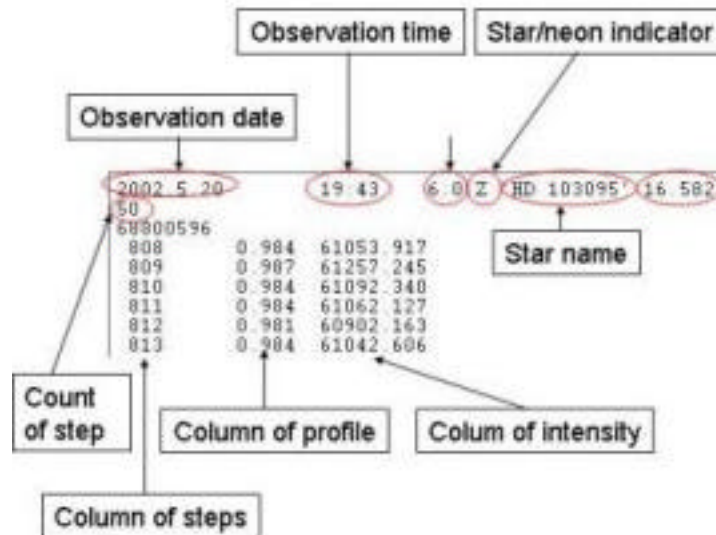 Observation time
Star/neon indicator
Observation date
2002 5 20 19 43 6.0 Z HD 103095' 16.582
50
68800596
808 0.984 61053.917
809 0.987 61257.245
810 0.984 61092.340
811 0.984 61062.127
812 0.981 60902.163
813 0.984 61042.606
Star name
Count
of step
Column of profile
Colum of intensity
Column of steps